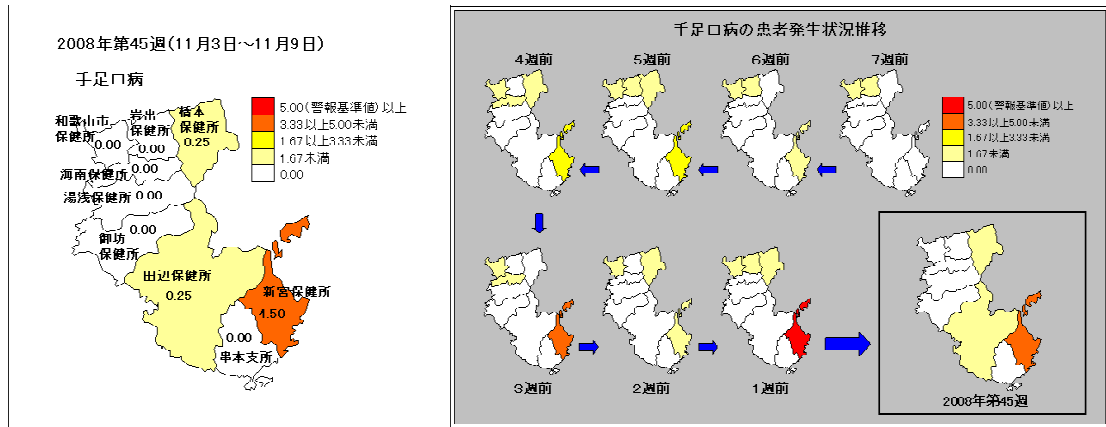 2008年第45週(11月3日～11月9日)
手足口病
5.00(警報基準値)以上
3.33以上5.00未満
1.67以上3.33未満
1.67未満
0.00
和歌山市
保健所
0.00
岩出
保健所
0.00
橋本
保健所
0.25
海南保健所
0.00
湯浅保健所
0.00
御坊
保健所
0.00
田辺保健所
0.25
新宮保健所
4.50
0.00
串本支所
千足口病の患者発生状況推移
4週前
5週前
6週前
7週前
5.00(警報基準値)以上
3.33以上5.00未満
1.67以上3.33未満
1.67未満
0.00
3週前
2週前
1週前
2008年第45週